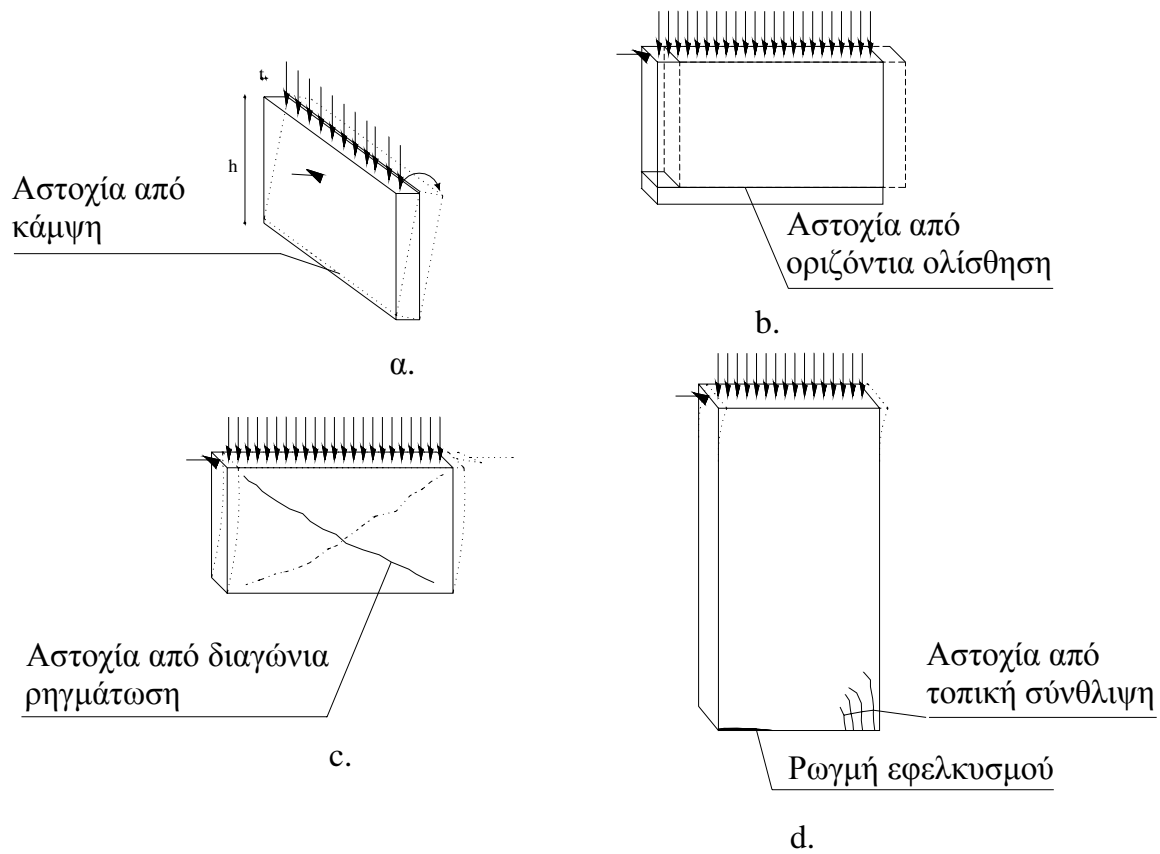 t
h
Αστοχία από
κάμψη
α.
Αστοχία από
οριζόντια ολίσθηση
b.
Αστοχία από διαγώνια
ρηγμάτωση
c.
Αστοχία από
τοπική σύνθλιψη
Ρωγμή εφελκυσμού
d.